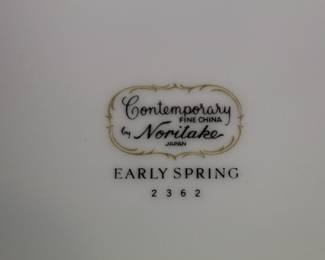 Contemporary
FINE CHINA
by Noritake
JAPAN
EARLY SPRING
2362